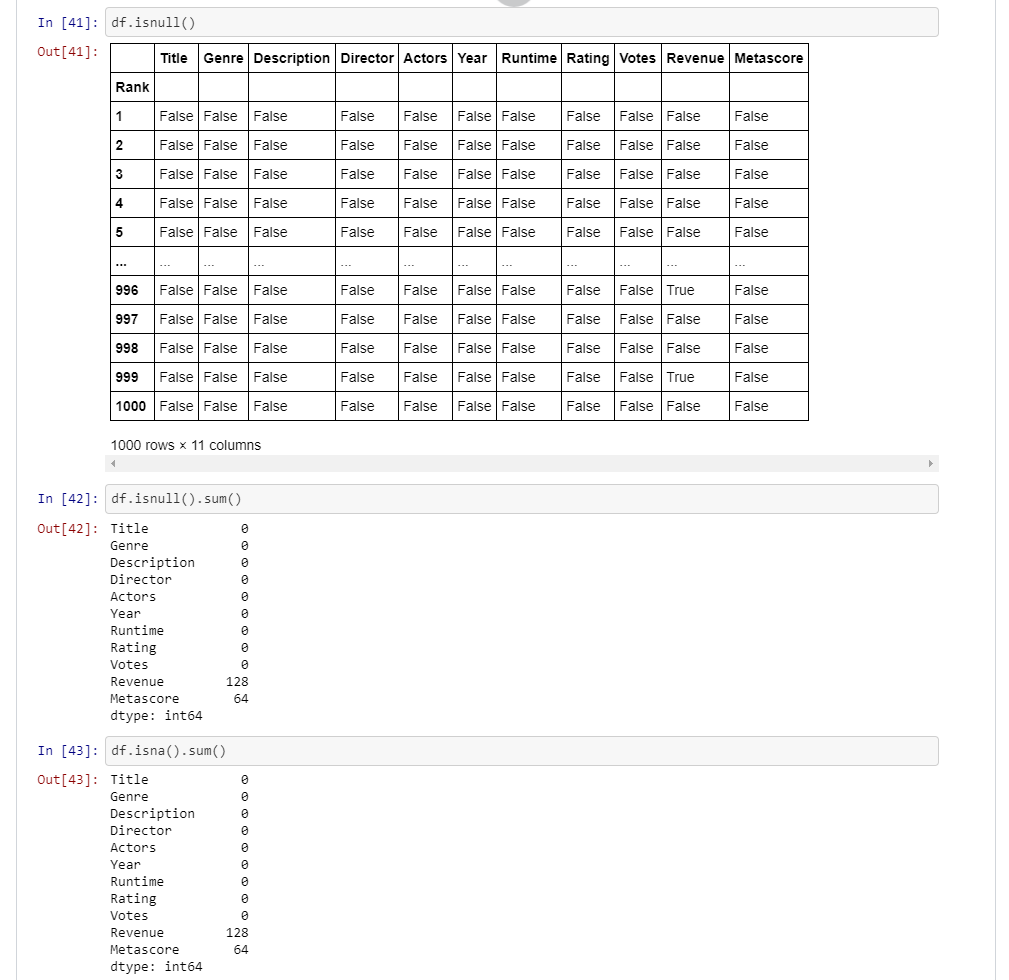 In [41]: df.isnull()
Out[41]:
Title Genre Description Director Actors Year Runtime Rating Votes Revenue Metascore
Rank
1 False False False False False False False False False False False
2 False False False False False False False False False False False
3 False False False False False False False False False False False
4 False False False False False False False False False False False
5 False False False False False False False False False False False
... ... ... ... ... ... ... ... ... ... ... ...
996 False False False False False False False False False True False
997 False False False False False False False False False False False
998 False False False False False False False False False False False
999 False False False False False False False False False True False
1000 False False False False False False False False False False False
1000 rows × 11 columns
In [42]: df.isnull().sum()
Out[42]: Title 0
Genre 0
Description 0
Director 0
Actors 0
Year 0
Runtime 0
Rating 0
Votes 0
Revenue 128
Metascore 64
dtype: int64
In [43]: df.isna().sum()
Out[43]: Title 0
Genre 0
Description 0
Director 0
Actors 0
Year 0
Runtime 0
Rating 0
Votes 0
Revenue 128
Metascore 64
dtype: int64